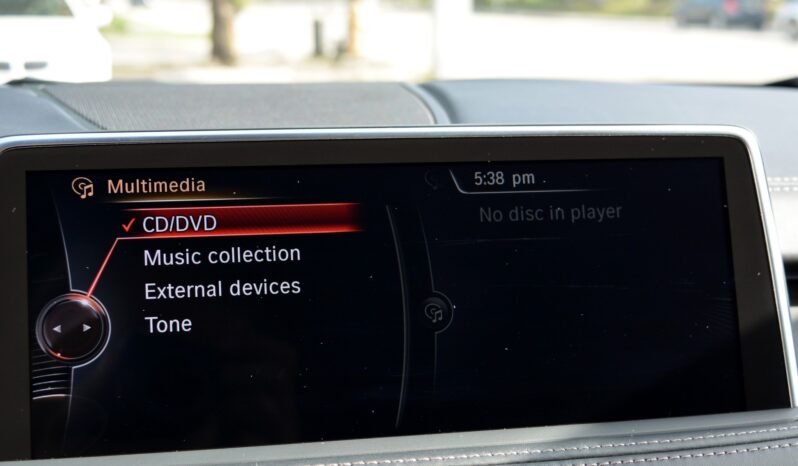 Multimedia
CD/DVD
Music collection
External devices
Tone
5:38 pm
No disc in player